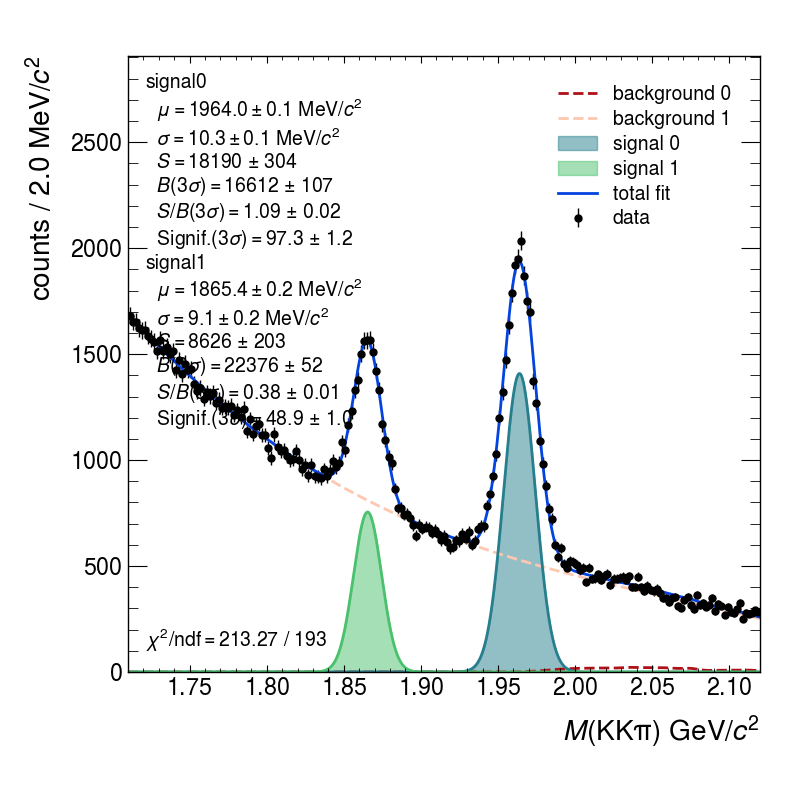 counts / 2.0 MeV/c²
signal0
μ = 1964.0 ± 0.1 MeV/c²
σ = 10.3 ± 0.1 MeV/c²
S = 18190 ± 304
B(3σ) = 16612 ± 107
S/B(3σ) = 1.09 ± 0.02
Signif.(3σ) = 97.3 ± 1.2
signal1
μ = 1865.4 ± 0.2 MeV/c²
σ = 9.1 ± 0.2 MeV/c²
S = 8626 ± 203
B(3σ) = 22376 ± 52
S/B(3σ) = 0.38 ± 0.01
Signif.(3σ) = 48.9 ± 1.0
background 0
background 1
signal 0
signal 1
total fit
data
2500
2000
1500
1000
500
0
χ²/ndf = 213.27 / 193
1.75 1.80 1.85 1.90 1.95 2.00 2.05 2.10
M(KKπ) GeV/c²